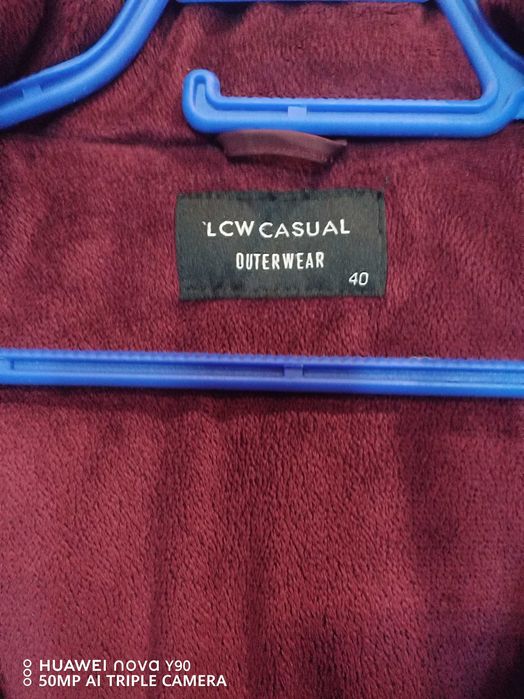 LCW CASUAL
OUTERWEAR
40
HUAWEI nova Y90
50MP AI TRIPLE CAMERA